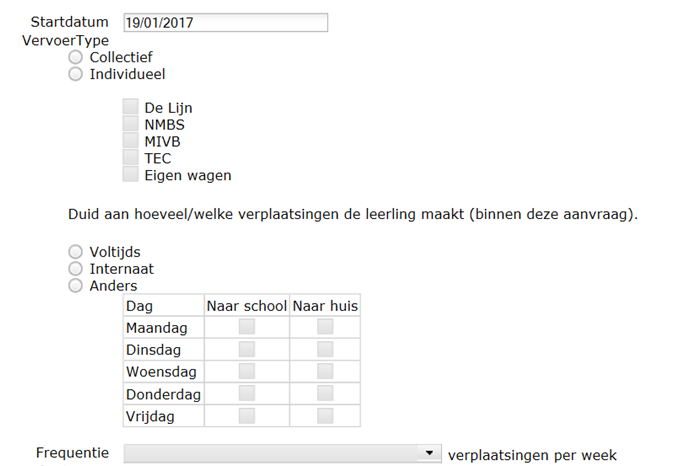 Startdatum 19/01/2017
VervoerType
Collectief
Individueel
De Lijn
NMBS
MIVB
TEC
Eigen wagen
Duid aan hoeveel/welke verplaatsingen de leerling maakt (binnen deze aanvraag).
Voltijds
Internaat
Anders
Dag Naar school Naar huis
Maandag
Dinsdag
Woensdag
Donderdag
Vrijdag
Frequentie verplaatsingen per week